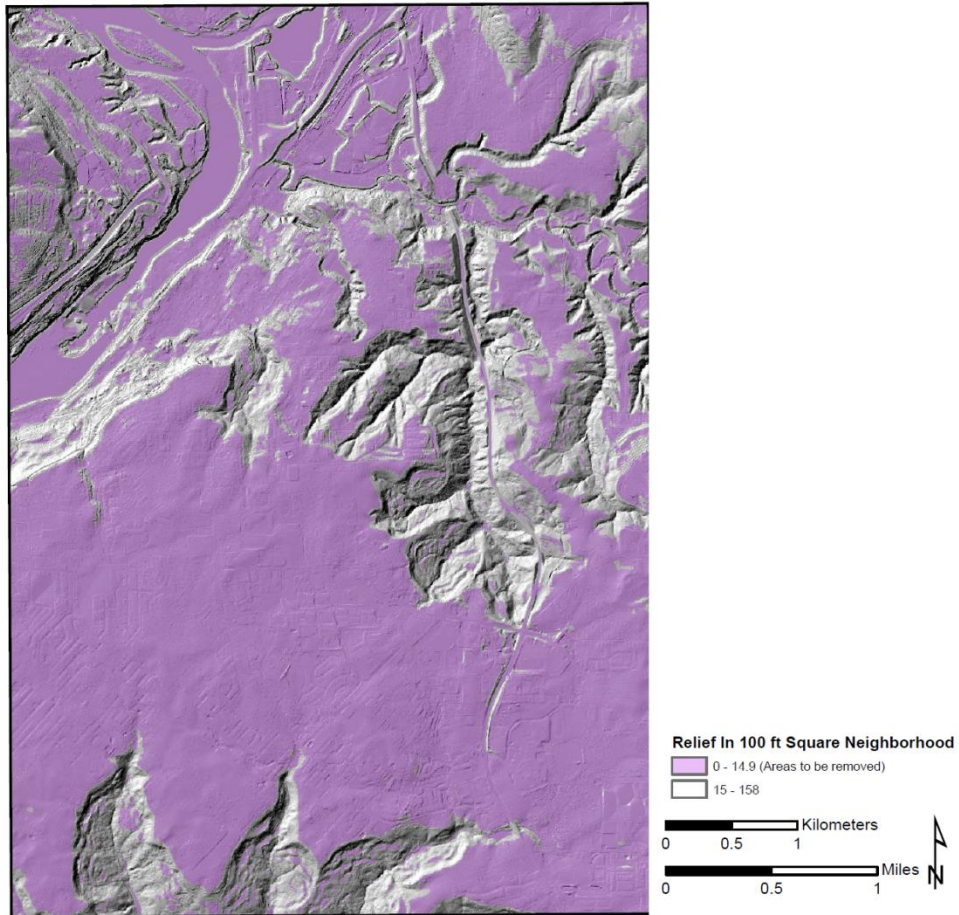 Relief In 100 ft Square Neighborhood
0 - 14.9 (Areas to be removed)
15 - 158
Kilometers
0 0.5 1
Miles
0 0.5 1
N